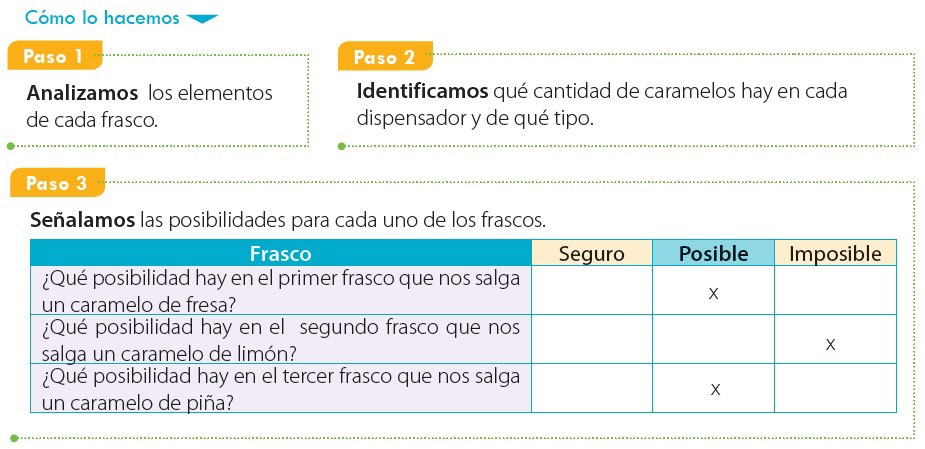 Cómo lo hacemos
Paso 1
Analizamos los elementos
de cada frasco.
Paso 2
Identificamos qué cantidad de caramelos hay en cada
dispensador y de qué tipo.
Paso 3
Señalamos las posibilidades para cada uno de los frascos.
Frasco Seguro Posible Imposible
¿Qué posibilidad hay en el primer frasco que nos salga
un caramelo de fresa? x
¿Qué posibilidad hay en el segundo frasco que nos
salga un caramelo de limón? x
¿Qué posibilidad hay en el tercer frasco que nos salga
un caramelo de piña? x